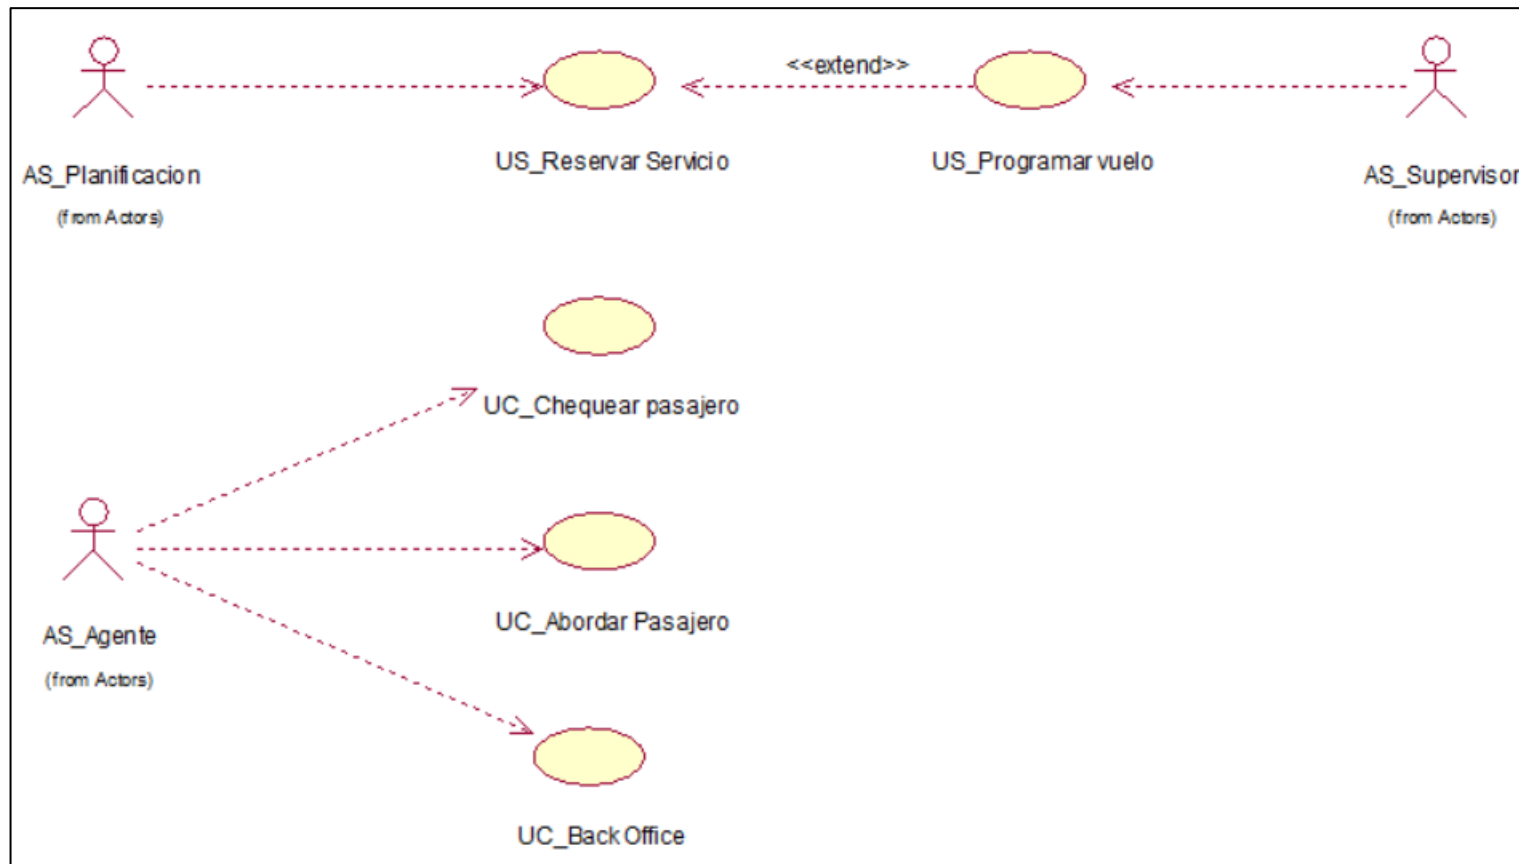 <<extend>>
US_Reservar Servicio
US_Programar vuelo
AS_Planificacion
(from Actors)
AS_Supervisor
(from Actors)
UC_Chequear pasajero
UC_Abordar Pasajero
AS_Agente
(from Actors)
UC_Back Office